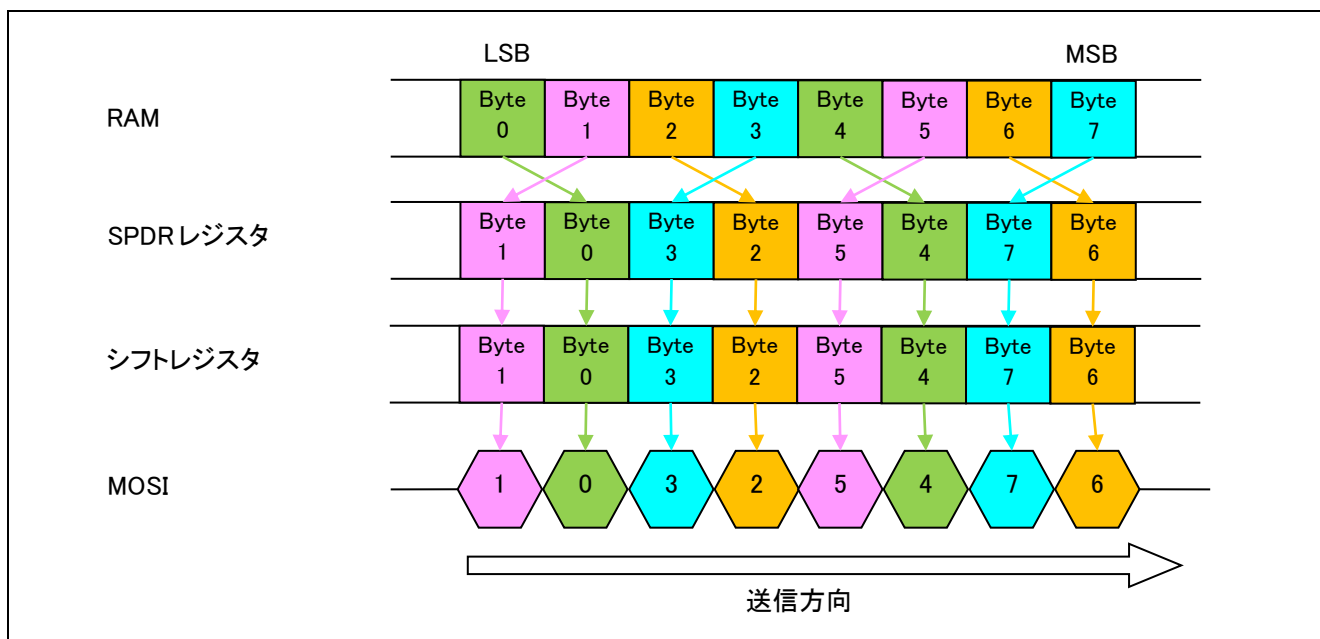 LSB MSB
RAM Byte 0 Byte 1 Byte 2 Byte 3 Byte 4 Byte 5 Byte 6 Byte 7
SPDRレジスタ Byte 1 Byte 0 Byte 3 Byte 2 Byte 5 Byte 4 Byte 7 Byte 6
シフトレジスタ Byte 1 Byte 0 Byte 3 Byte 2 Byte 5 Byte 4 Byte 7 Byte 6
MOSI 1 0 3 2 5 4 7 6
送信方向